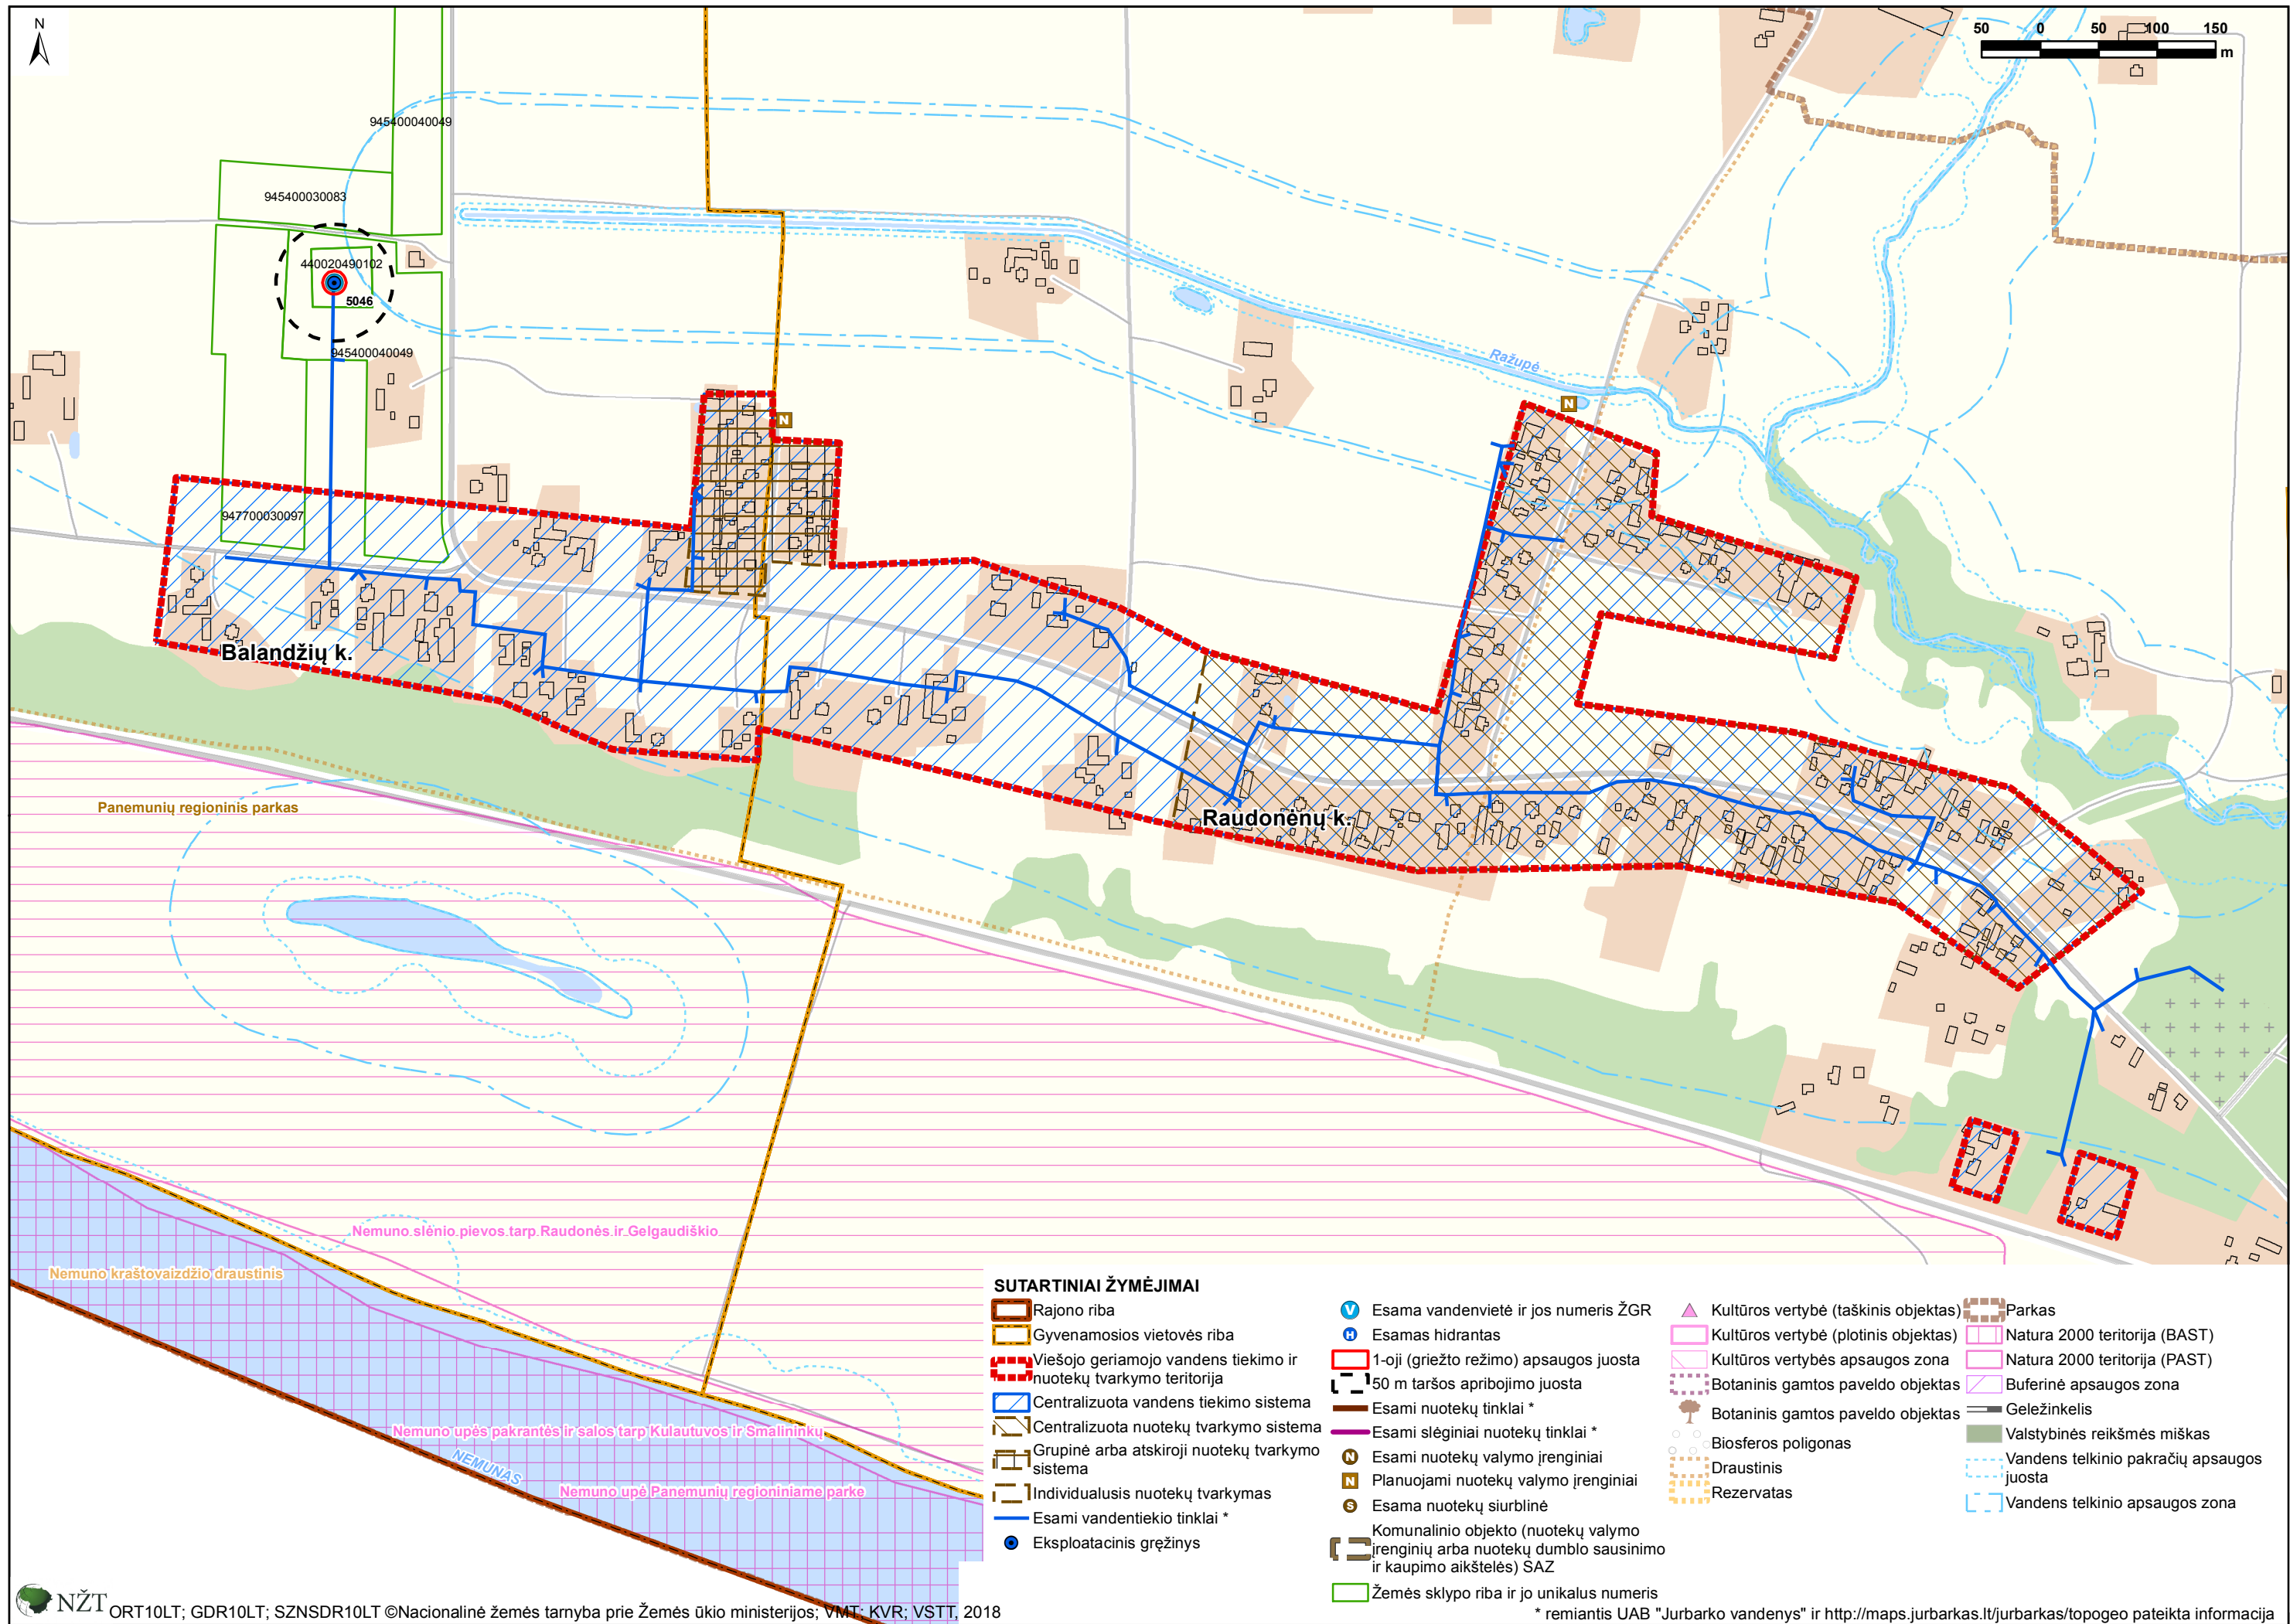 N
50 0 50 100 150
m
945400040049
945400030083
440020490102
5046
945400040049
947700030097
N
N
Ražupė
Balandžių k.
Raudonėnų k.
Panemunių regioninis parkas
Nemuno slėnio pievos tarp Raudonės ir Gelgaudiškio
Nemuno kraštovaizdžio draustinis
Nemuno upės pakrantės ir salos tarp Kulautuvos ir Smalininkų
NEMUNAS
Nemuno upė Panemunių regioniniame parke
SUTARTINIAI ŽYMĖJIMAI
Rajono riba
Gyvenamosios vietovės riba
Viešojo geriamojo vandens tiekimo ir
nuotekų tvarkymo teritorija
Centralizuota vandens tiekimo sistema
Centralizuota nuotekų tvarkymo sistema
Grupinė arba atskiroji nuotekų tvarkymo
sistema
Individualusis nuotekų tvarkymas
Esami vandentiekio tinklai *
Eksploatacinis gręžinys
V Esama vandenvietė ir jos numeris ŽGR
H Esamas hidrantas
1-oji (griežto režimo) apsaugos juosta
50 m taršos apribojimo juosta
Esami nuotekų tinklai *
Esami slėginiai nuotekų tinklai *
N Esami nuotekų valymo įrenginiai
N Planuojami nuotekų valymo įrenginiai
S Esama nuotekų siurblinė
Komunalinio objekto (nuotekų valymo
įrenginių arba nuotekų dumblo sausinimo
ir kaupimo aikštelės) SAZ
Žemės sklypo riba ir jo unikalus numeris
Kultūros vertybė (taškinis objektas)
Kultūros vertybė (plotinis objektas)
Kultūros vertybės apsaugos zona
Botaninis gamtos paveldo objektas
Botaninis gamtos paveldo objektas
Biosferos poligonas
Draustinis
Rezervatas
Parkas
Natura 2000 teritorija (BAST)
Natura 2000 teritorija (PAST)
Buferinė apsaugos zona
Geležinkelis
Valstybinės reikšmės miškas
Vandens telkinio pakračių apsaugos
juosta
Vandens telkinio apsaugos zona
NŽT ORT10LT; GDR10LT; SZNSDR10LT ©Nacionalinė žemės tarnyba prie Žemės ūkio ministerijos; VMT; KVR; VSTT, 2018
* remiantis UAB "Jurbarko vandenys" ir http://maps.jurbarkas.lt/jurbarkas/topogeo pateikta informacija